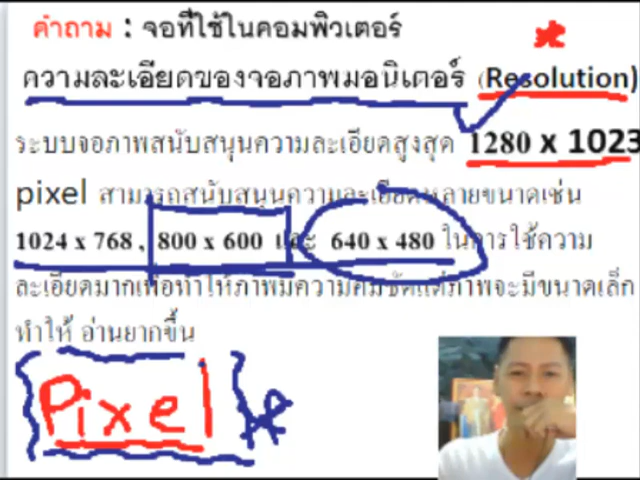 คำถาม : จอที่ใช้ในคอมพิวเตอร์
ความละเอียดของจอภาพมอนิเตอร์ (Resolution)
ระบบจอภาพสนับสนุนความละเอียดสูงสุด 1280 x 1023
pixel สามารถสนับสนุนความละเอียดหลายขนาดเช่น
1024 x 768 , 800 x 600 และ 640 x 480 ในการใช้ความ
ละเอียดมากเพื่อทำให้ภาพมีความคมชัดแต่ภาพจะมีขนาดเล็ก
ทำให้ อ่านยากขึ้น
Pixel